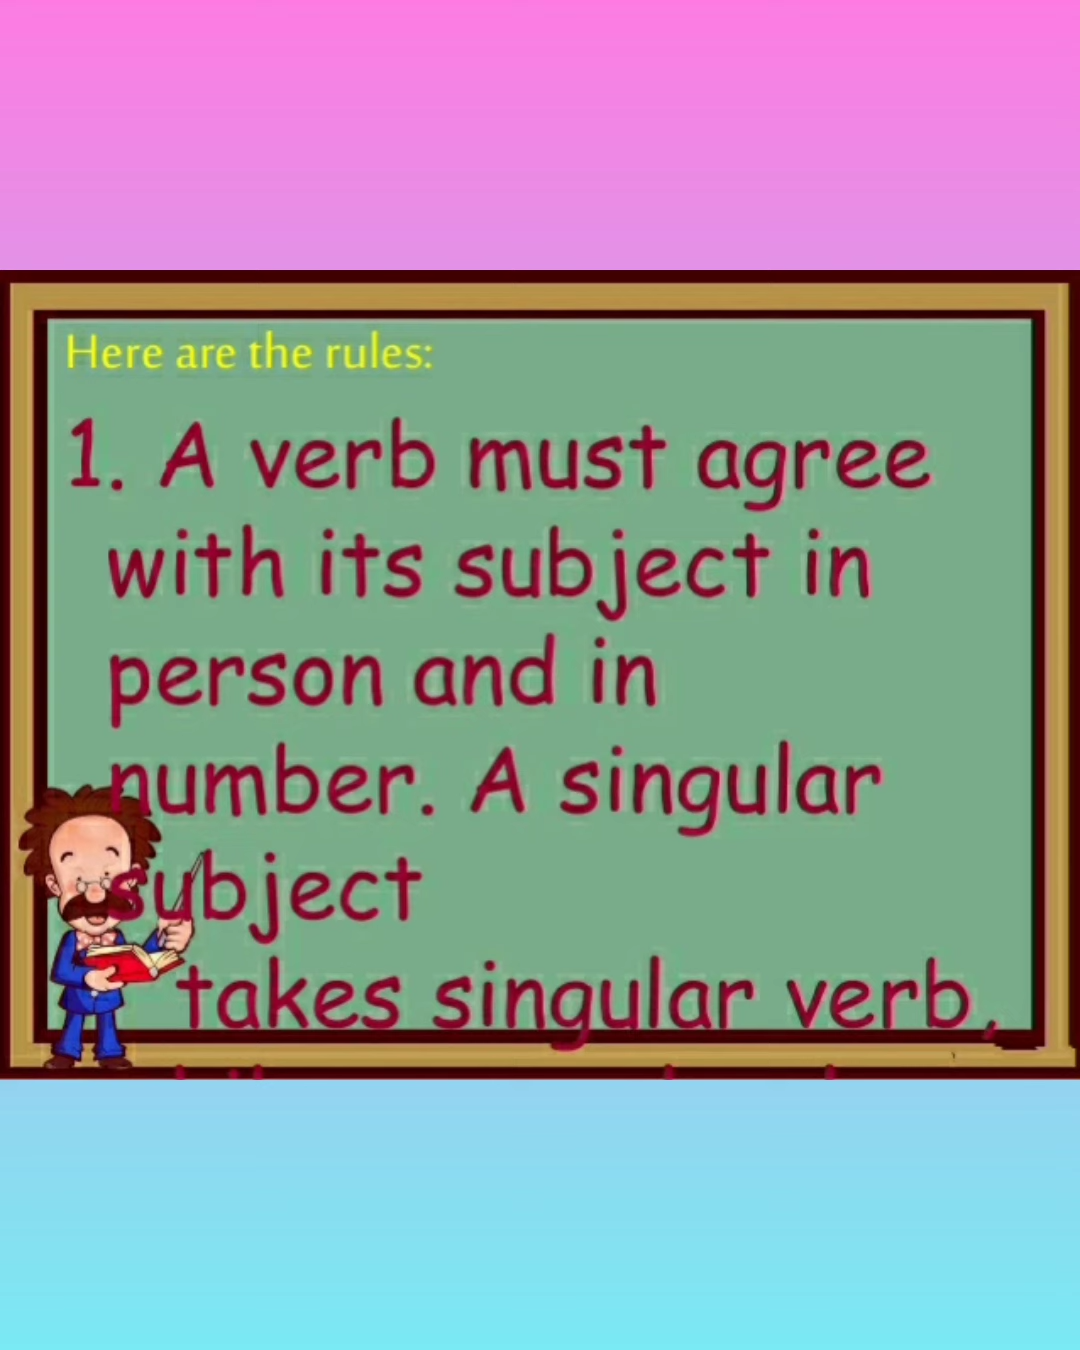 Here are the rules:
1. A verb must agree
with its subject in
person and in
number. A singular
subject
takes singular verb,